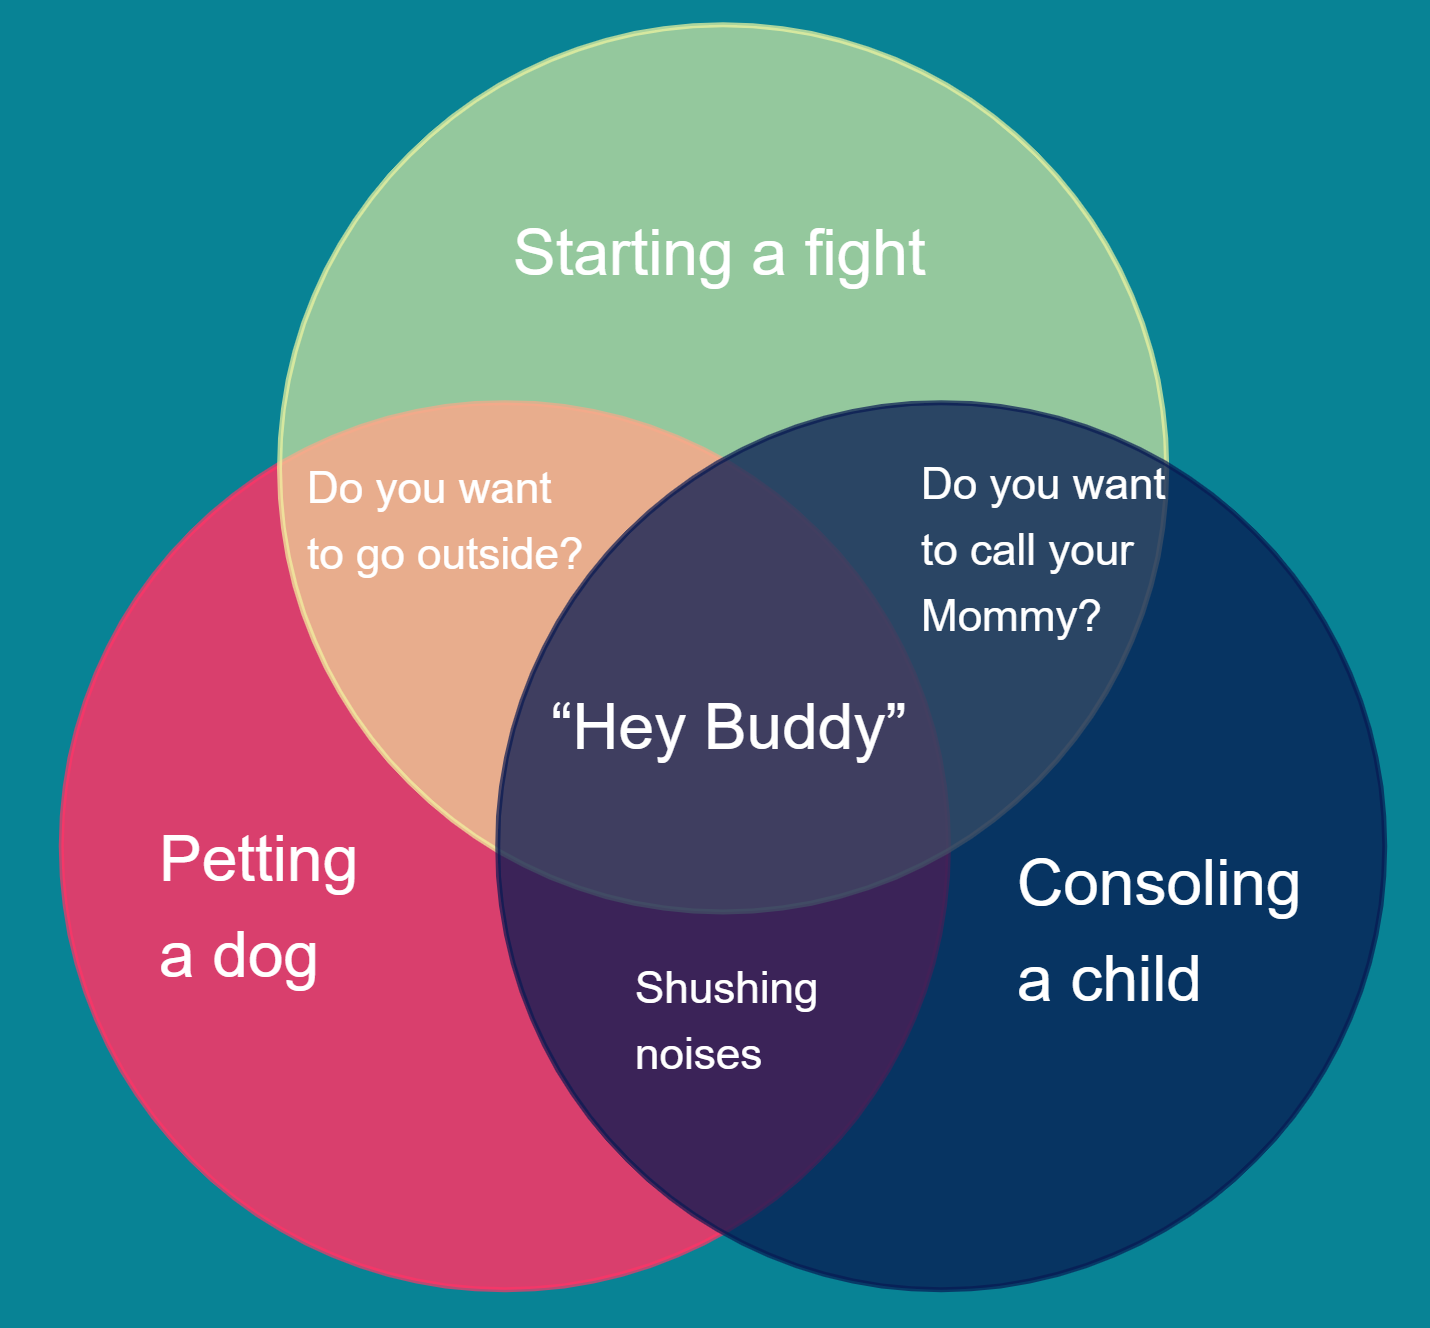 Starting a fight
Do you want
to go outside?
Do you want
to call your
Mommy?
“Hey Buddy”
Petting
a dog
Consoling
a child
Shushing
noises